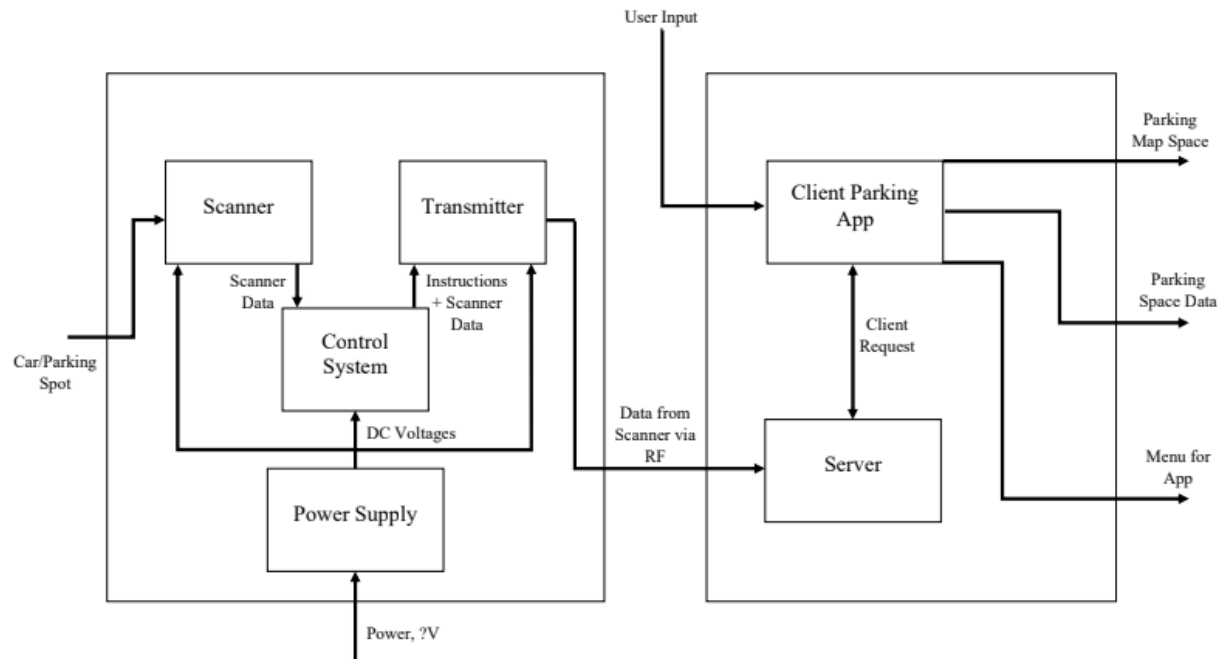 User Input
Parking
Map Space
Scanner
Transmitter
Client Parking
App
Scanner
Data
Instructions
+ Scanner
Data
Parking
Space Data
Control
System
Client
Request
Car/Parking
Spot
DC Voltages
Data from
Scanner via
RF
Server
Menu for
App
Power Supply
Power, ?V